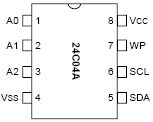 A0 1 8 Vcc
A1 2 7 WP
A2 3 6 SCL
Vss 4 5 SDA
24C04A